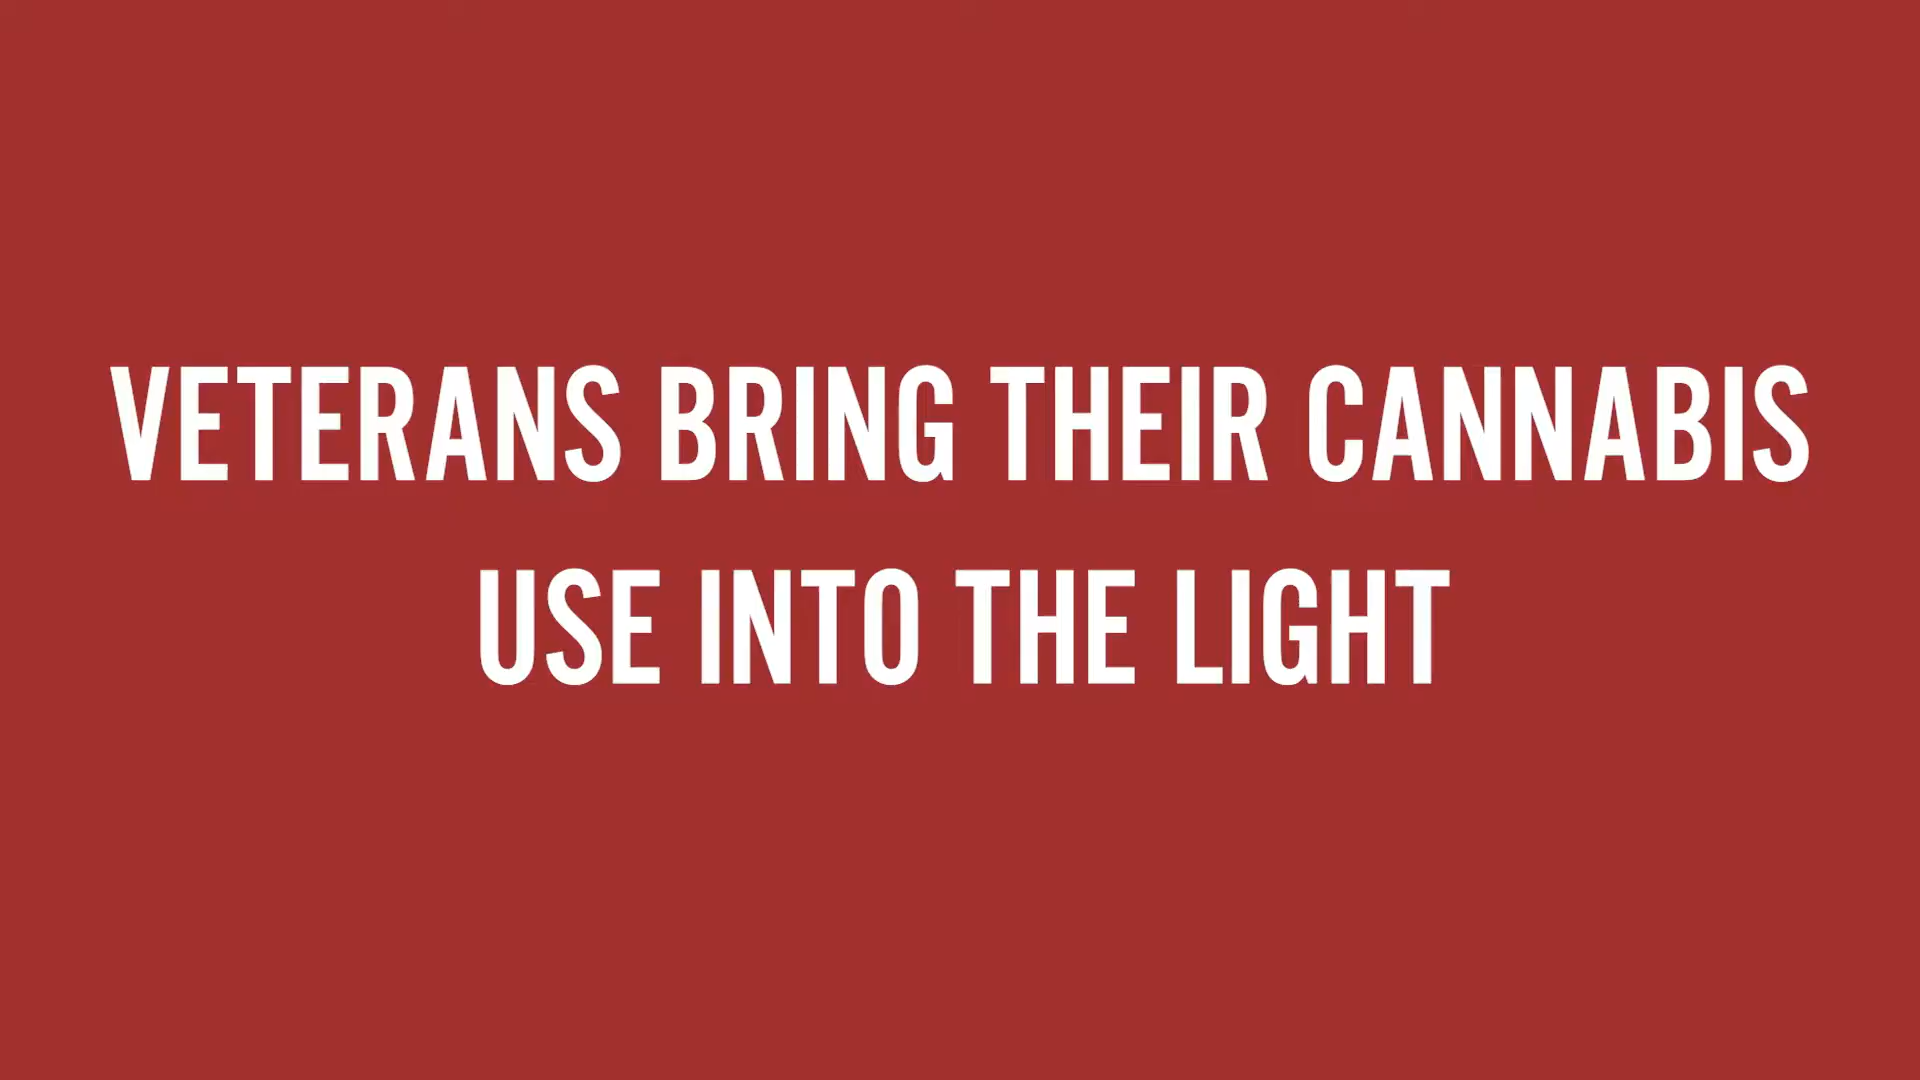 VETERANS BRING THEIR CANNABIS
USE INTO THE LIGHT